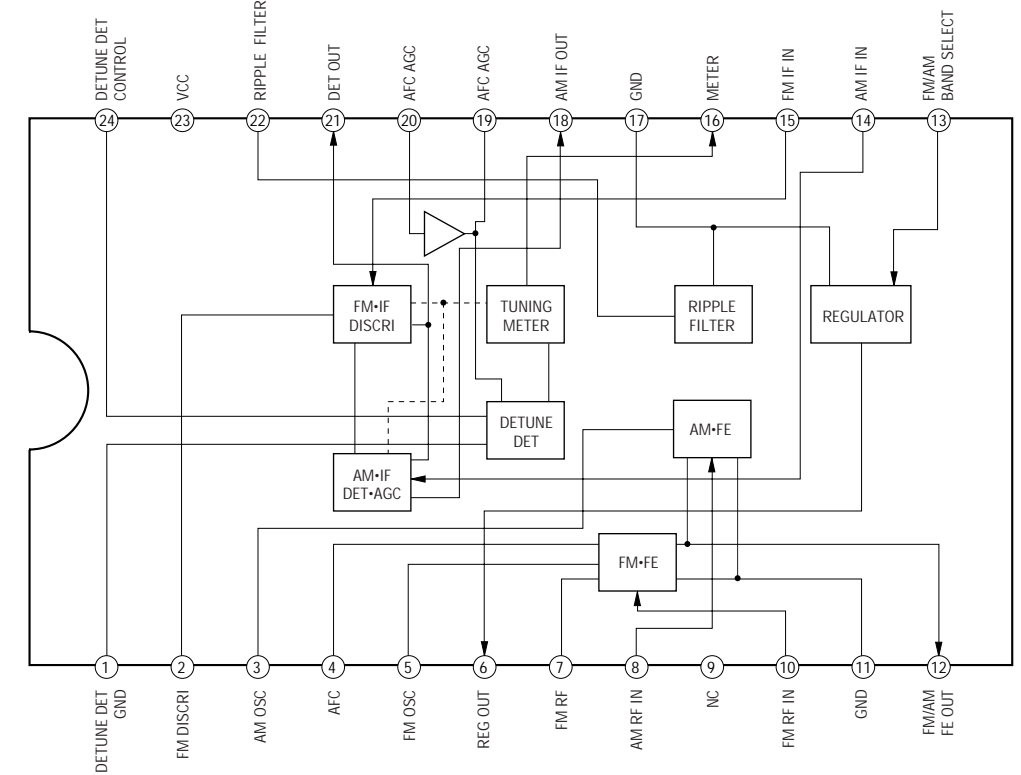 DETUNE DET
CONTROL
VCC
RIPPLE FILTER
DET OUT
AFC AGC
AFC AGC
AM IF OUT
GND
METER
FM IF IN
AM IF IN
FM/AM
BAND SELECT
24
23
22
21
20
19
18
17
16
15
14
13
FM•IF
DISCRI
TUNING
METER
RIPPLE
FILTER
REGULATOR
DETUNE
DET
AM•FE
AM•IF
DET•AGC
FM•FE
1
2
3
4
5
6
7
8
9
10
11
12
DETUNE DET
GND
FM DISCRI
AM OSC
AFC
FM OSC
REG OUT
FM RF
AM RF IN
NC
FM RF IN
GND
FM/AM
FE OUT